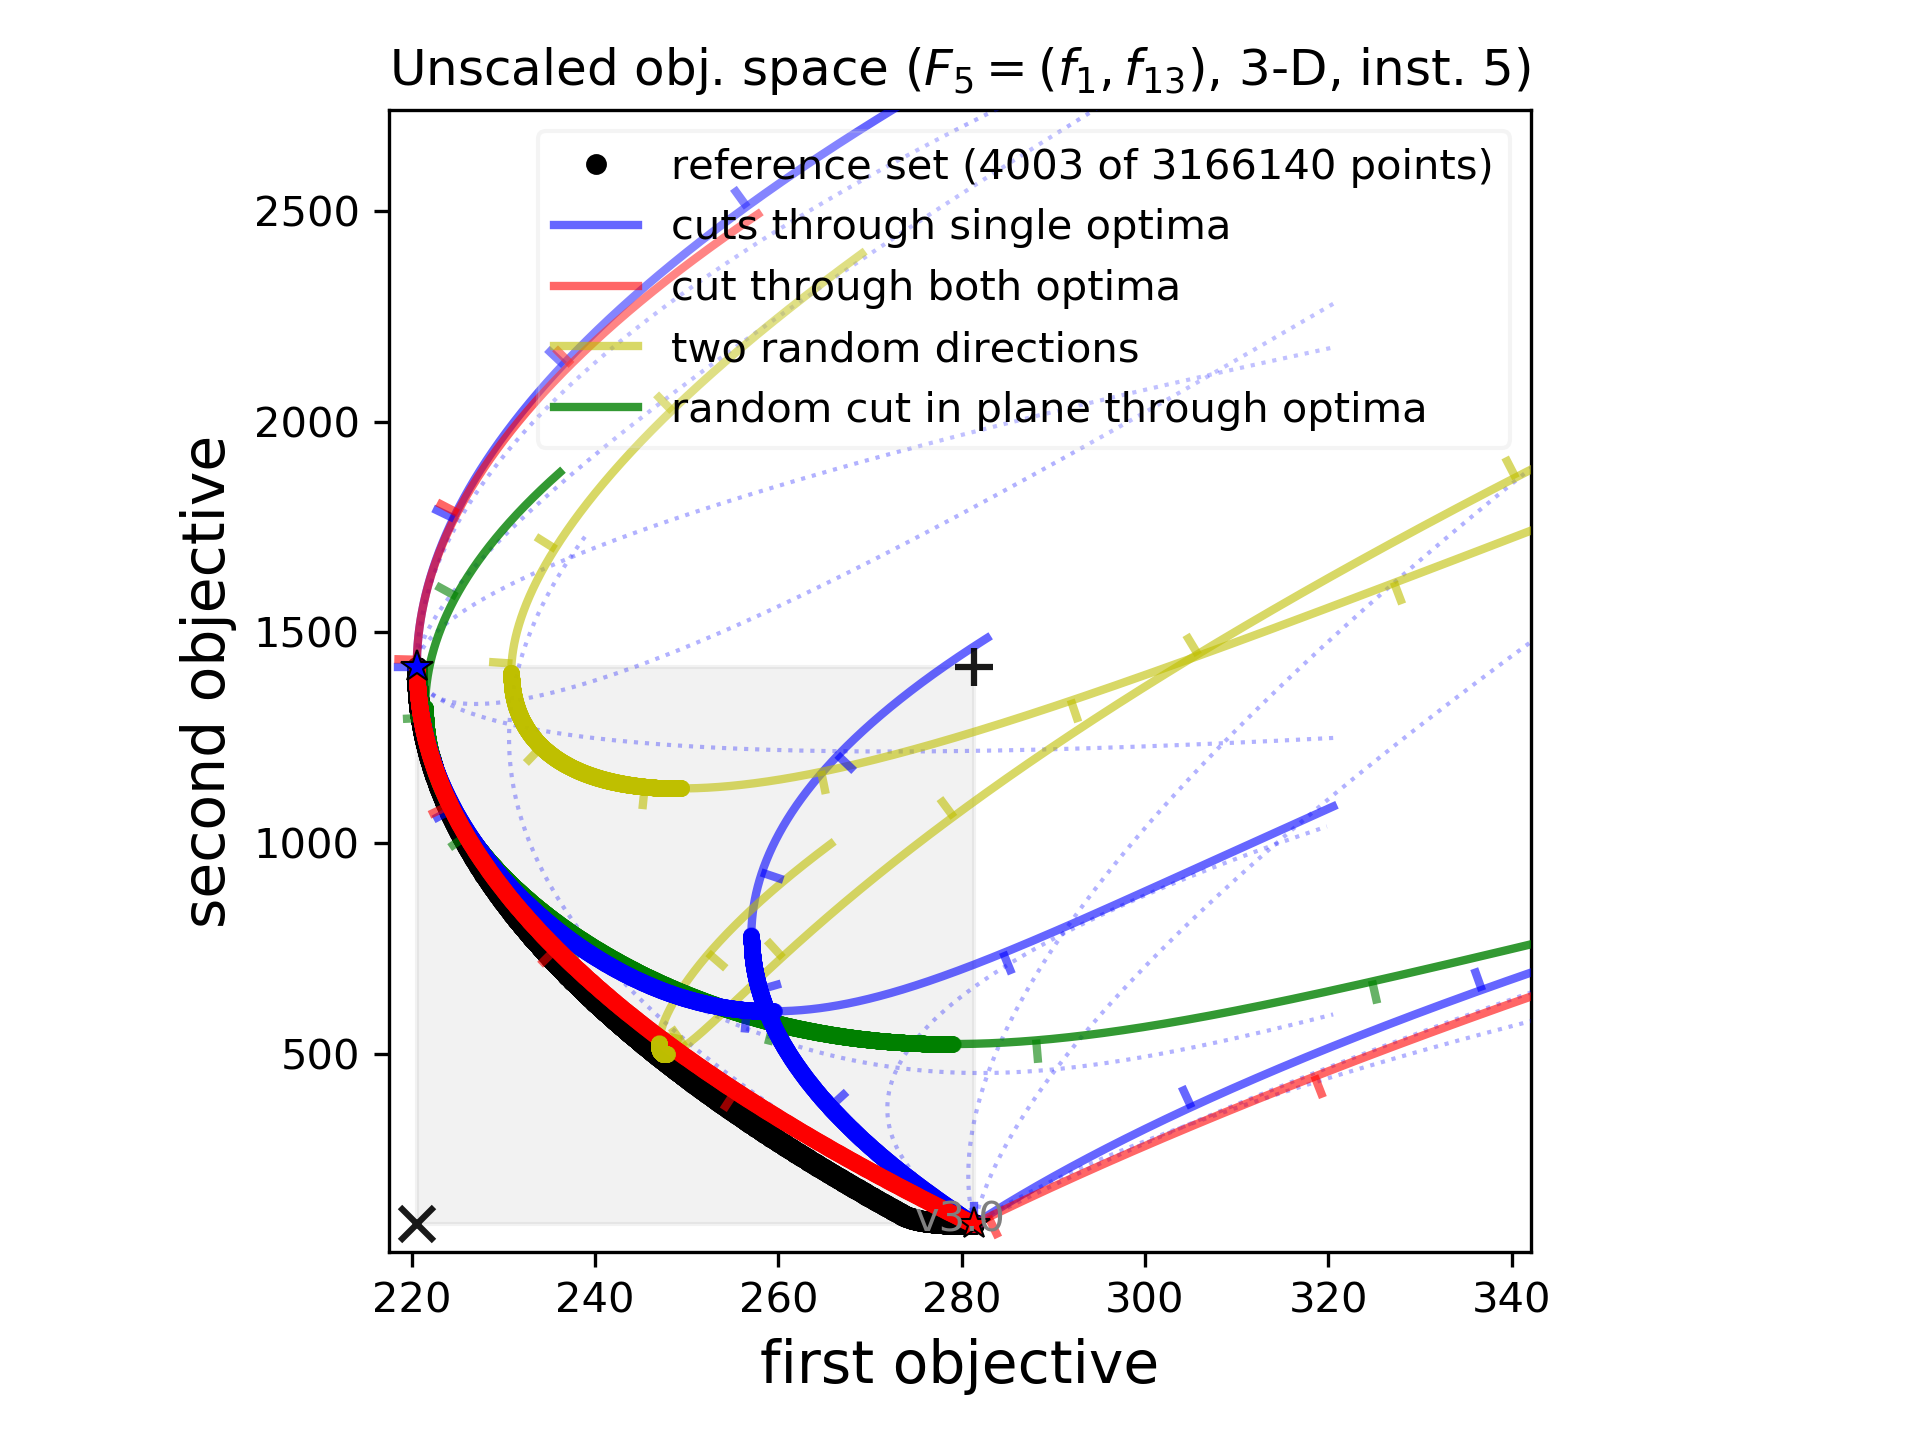 Unscaled obj. space (F₅ = (f₁, f₁₃), 3-D, inst. 5)
reference set (4003 of 3166140 points)
cuts through single optima
cut through both optima
two random directions
random cut in plane through optima
second objective
2500
2000
1500
1000
500
v3.0
220 240 260 280 300 320 340
first objective